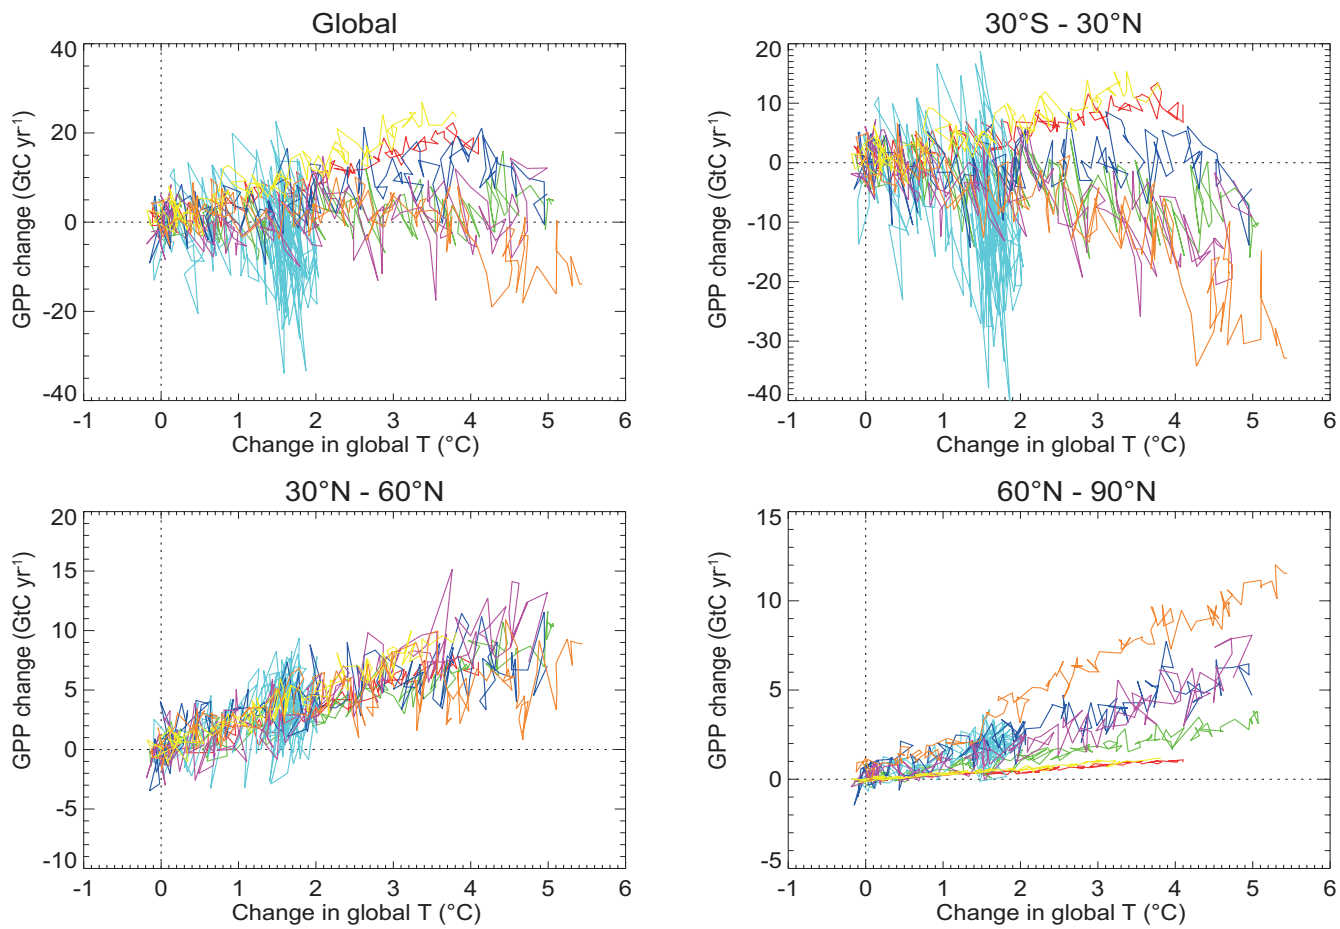 Global
GPP change (GtC yr-1)
40
20
0
-20
-40
-1 0 1 2 3 4 5 6
Change in global T (°C)
30°S - 30°N
GPP change (GtC yr-1)
20
10
0
-10
-20
-30
-40
-1 0 1 2 3 4 5 6
Change in global T (°C)
30°N - 60°N
GPP change (GtC yr-1)
20
15
10
5
0
-5
-10
-1 0 1 2 3 4 5 6
Change in global T (°C)
60°N - 90°N
GPP change (GtC yr-1)
15
10
5
0
-5
-1 0 1 2 3 4 5 6
Change in global T (°C)